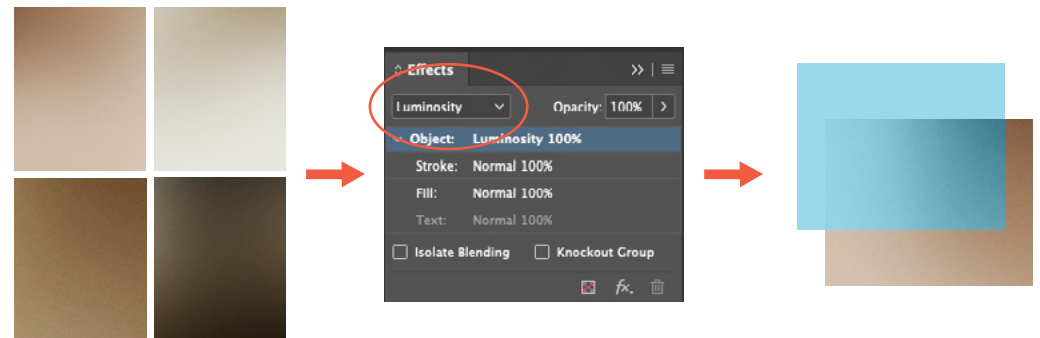 Effects
Luminosity Opacity: 100%
Object: Luminosity 100%
Stroke: Normal 100%
Fill: Normal 100%
Text: Normal 100%
Isolate Blending Knockout Group
fx.